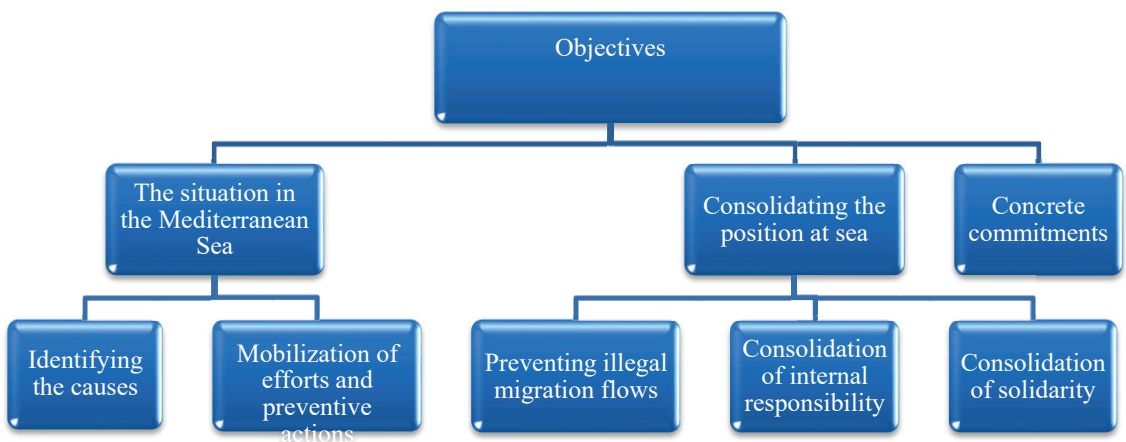 Objectives
The situation in
the Mediterranean
Sea
Consolidating the
position at sea
Concrete
commitments
Identifying
the causes
Mobilization of
efforts and
preventive
actions
Preventing illegal
migration flows
Consolidation
of internal
responsibility
Consolidation
of solidarity